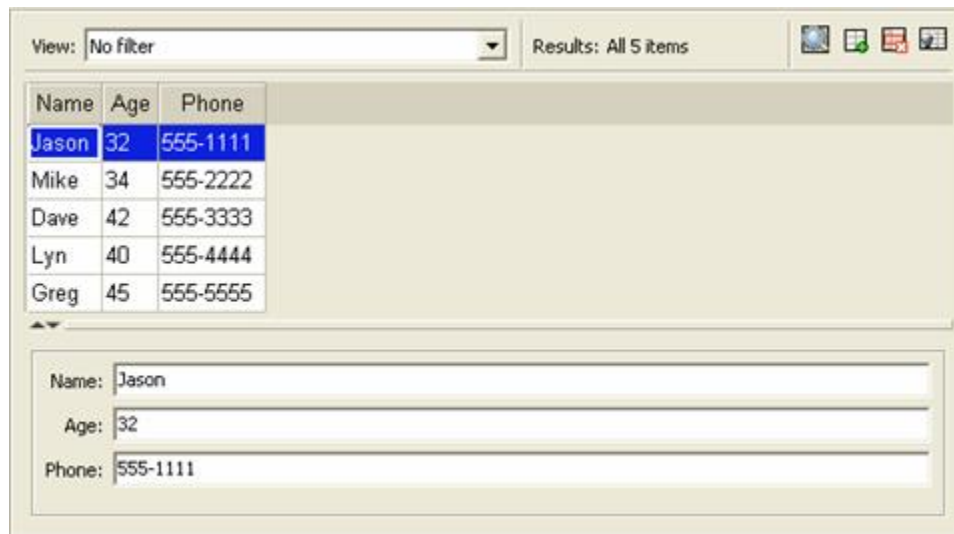 View: No filter Results: All 5 items
Name Age Phone
Jason 32 555-1111
Mike 34 555-2222
Dave 42 555-3333
Lyn 40 555-4444
Greg 45 555-5555
Name: Jason
Age: 32
Phone: 555-1111